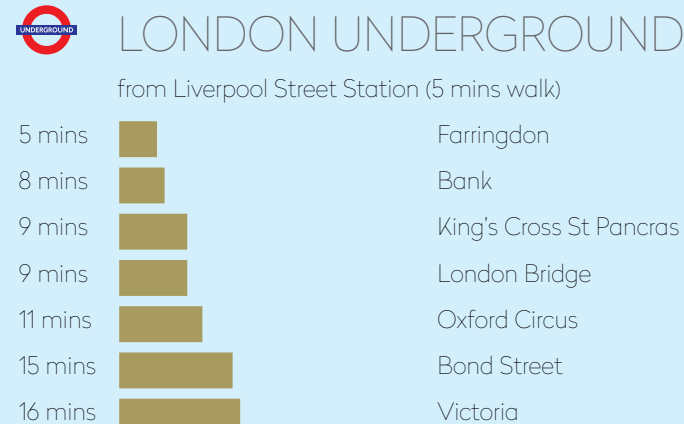 UNDERGROUND
LONDON UNDERGROUND
from Liverpool Street Station (5 mins walk)
5 mins Farringdon
8 mins Bank
9 mins King's Cross St Pancras
9 mins London Bridge
11 mins Oxford Circus
15 mins Bond Street
16 mins Victoria